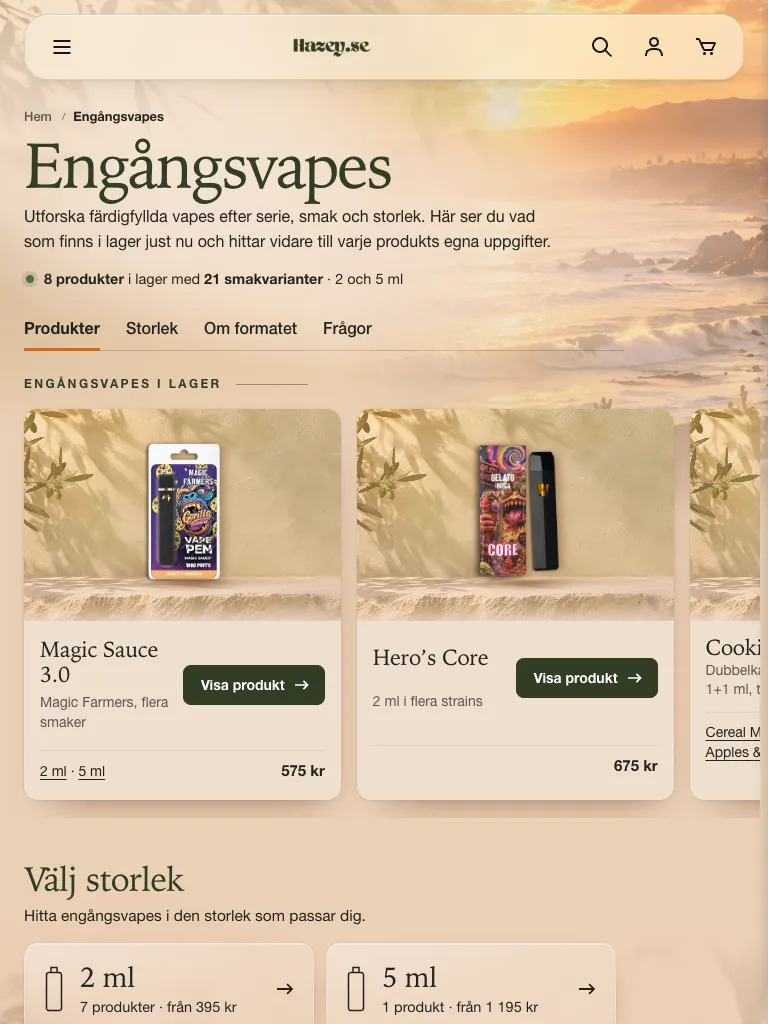 Hazey.se
Hem / Engångsvapes
Engångsvapes
Utforska färdigfyllda vapes efter serie, smak och storlek. Här ser du vad
som finns i lager just nu och hittar vidare till varje produkts egna uppgifter.
8 produkter i lager med 21 smakvarianter · 2 och 5 ml
Produkter Storlek Om formatet Frågor
ENGÅNGSVAPES I LAGER
MAGIC
FARMERS
Gorilla
VAPE
PEN
MAGIC SAUCE
GELATO
INDICA
CORE
Magic Sauce
3.0
Magic Farmers, flera
smaker
Visa produkt →
2 ml · 5 ml
575 kr
Hero’s Core
2 ml i flera strains
Visa produkt →
675 kr
Cooki
Dubbelka
1+1 ml, t
Cereal M
Apples &
Välj storlek
Hitta engångsvapes i den storlek som passar dig.
2 ml
7 produkter · från 395 kr
→
5 ml
1 produkt · från 1 195 kr
→